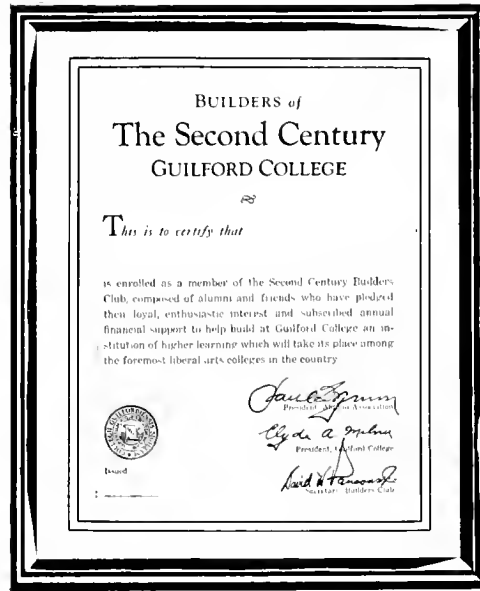 BUILDERS of
The Second Century
GUILFORD COLLEGE
This is to certify that
is enrolled as a member of the Second Century Builders
Club, composed of alumni and friends who have pledged
their loyal, enthusiastic interest and subscribed annual
financial support to help build at Guilford College an in-
stitution of higher learning which will take its place among
the foremost liberal arts colleges in the country
President Association
Clyde A Milner
President, Guilford College
David H Parsons Jr
Secretary Builders Club
Issued